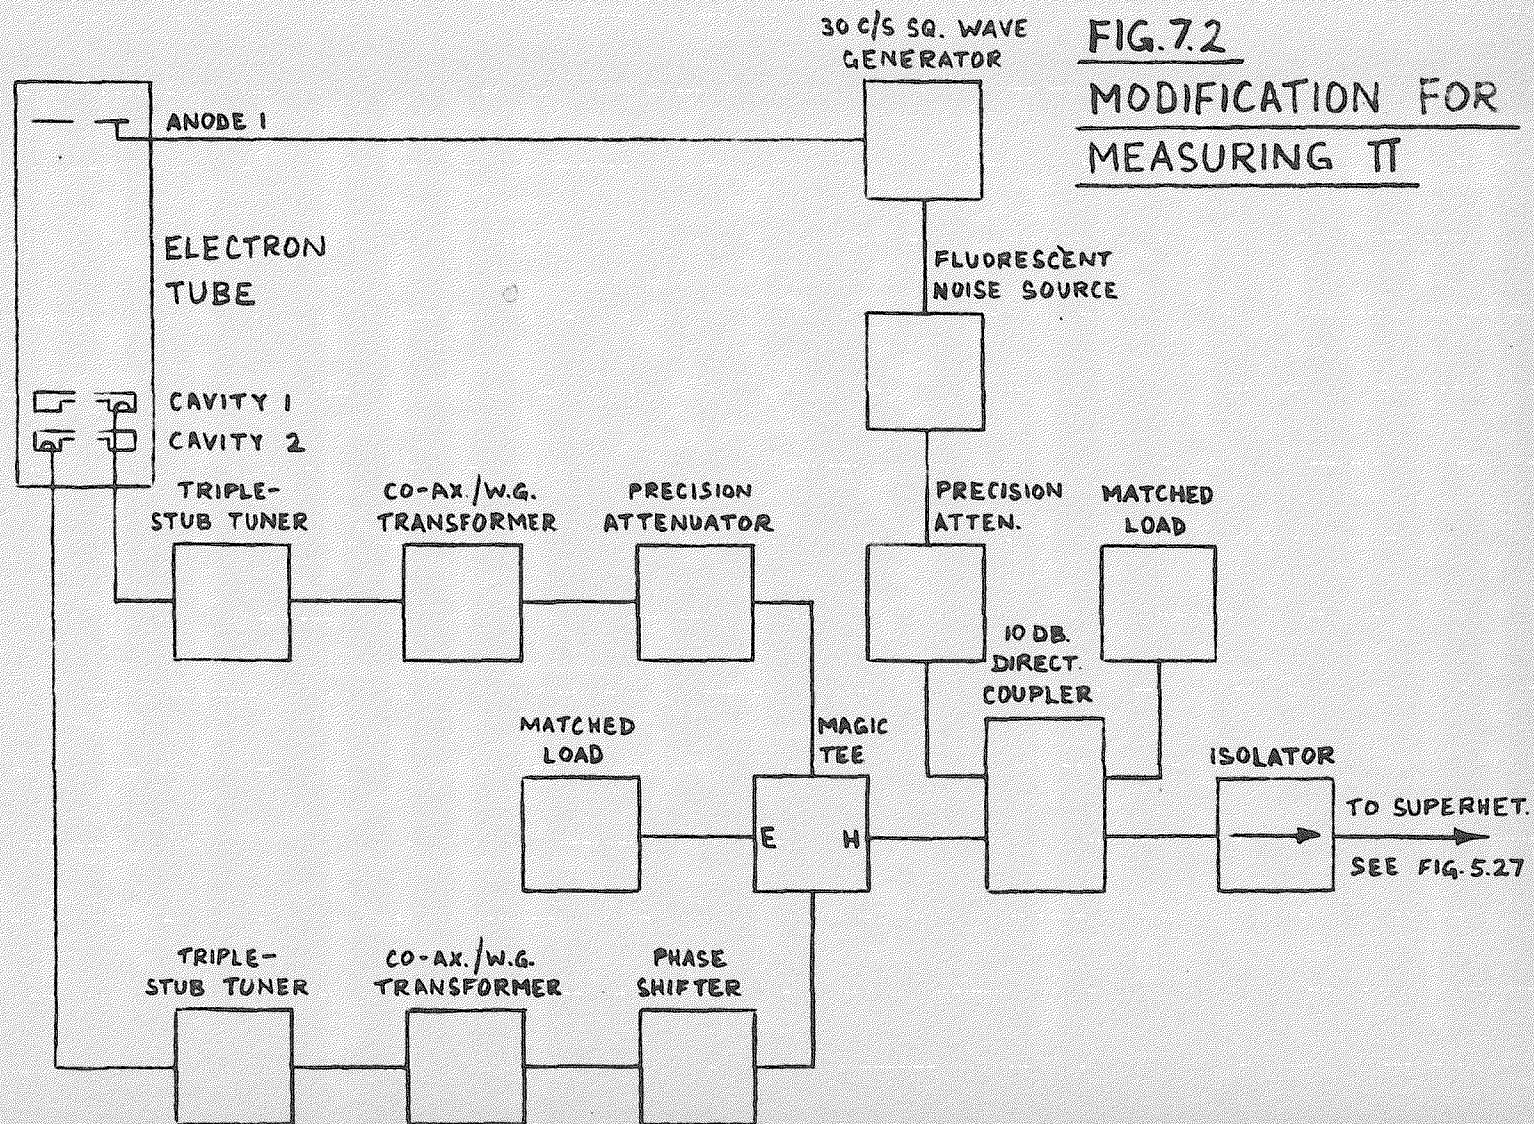 30 C/S SQ. WAVE
GENERATOR
FIG.7.2
MODIFICATION FOR
MEASURING Π
ANODE 1
ELECTRON
TUBE
FLUORESCENT
NOISE SOURCE
CAVITY 1
CAVITY 2
TRIPLE-
STUB TUNER
CO-AX./W.G.
TRANSFORMER
PRECISION
ATTENUATOR
PRECISION
ATTEN.
MATCHED
LOAD
10 DB.
DIRECT.
COUPLER
MATCHED
LOAD
MAGIC
TEE
E H
ISOLATOR
TO SUPERHET.
SEE FIG. 5.27
TRIPLE-
STUB TUNER
CO-AX./W.G.
TRANSFORMER
PHASE
SHIFTER